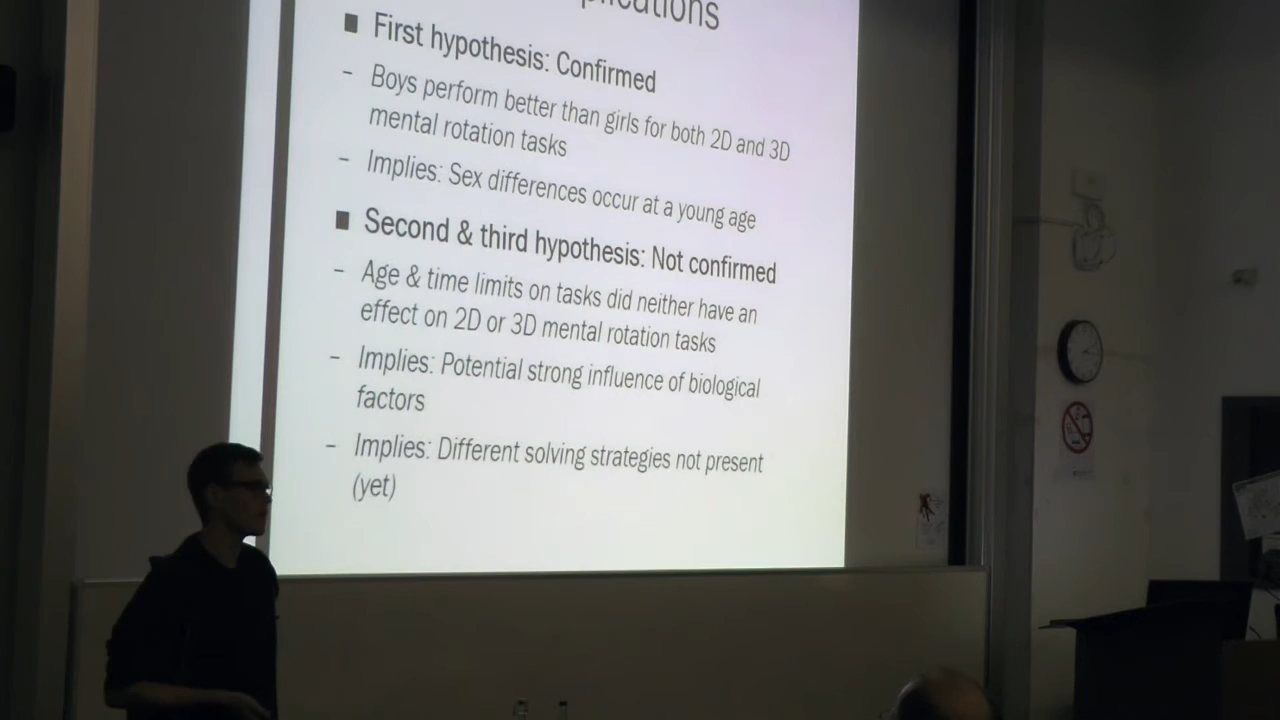 ■ First hypothesis: Confirmed
– Boys perform better than girls for both 2D and 3D
mental rotation tasks
– Implies: Sex differences occur at a young age
■ Second & third hypothesis: Not confirmed
– Age & time limits on tasks did neither have an
effect on 2D or 3D mental rotation tasks
– Implies: Potential strong influence of biological
factors
– Implies: Different solving strategies not present
(yet)